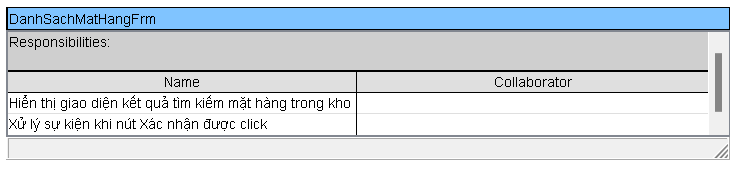 DanhSachMatHangFrm
Responsibilities:
Name Collaborator
Hiển thị giao diện kết quả tìm kiếm mặt hàng trong kho
Xử lý sự kiện khi nút Xác nhận được click